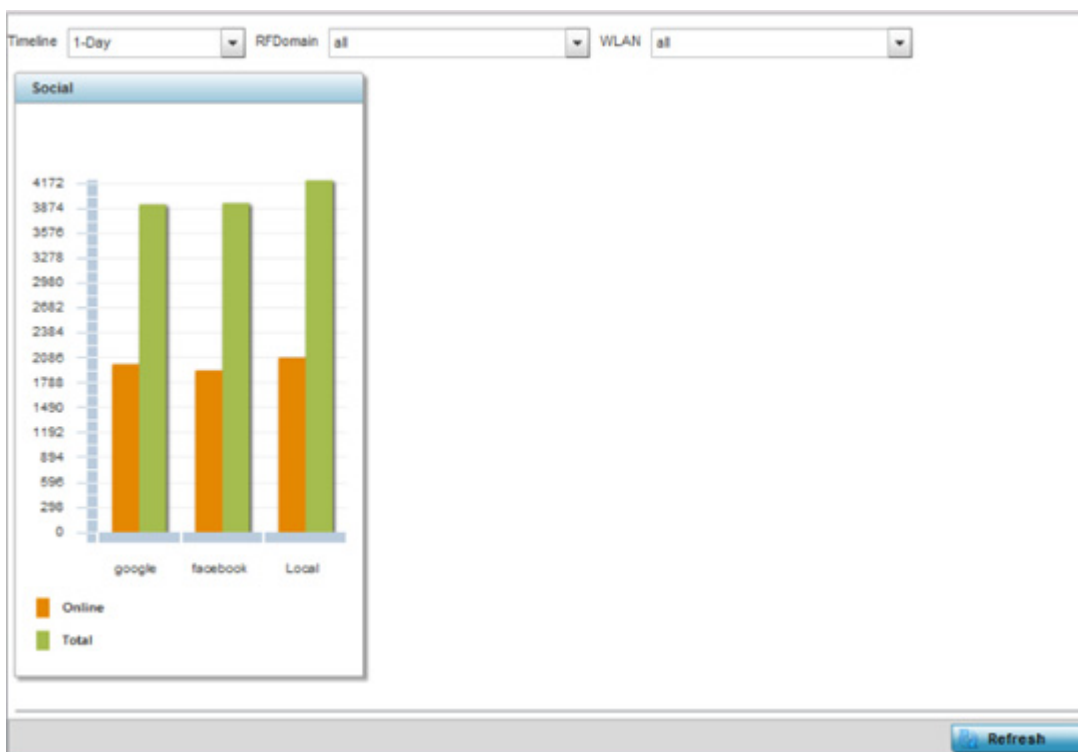 Timeline 1-Day RFDomain all WLAN all
Social
4172
3874
3576
3278
2980
2682
2384
2086
1788
1490
1192
894
596
298
0
google facebook Local
Online
Total
Refresh